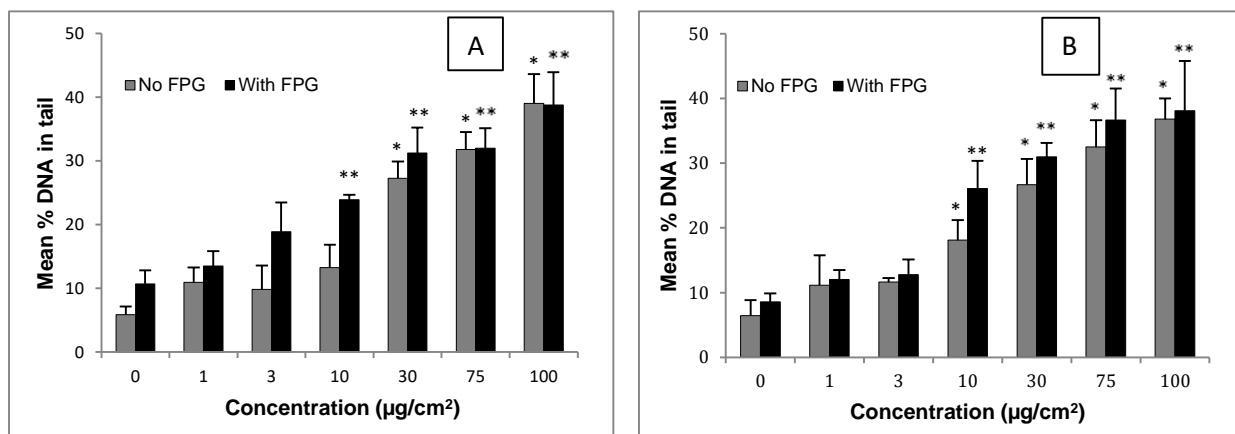 A
No FPG With FPG
Mean % DNA in tail
50
40
30
20
10
0
* **
* **
* **
**
0 1 3 10 30 75 100
Concentration (µg/cm²)
B
No FPG With FPG
Mean % DNA in tail
50
40
30
20
10
0
* **
* **
* **
* **
0 1 3 10 30 75 100
Concentration (µg/cm²)